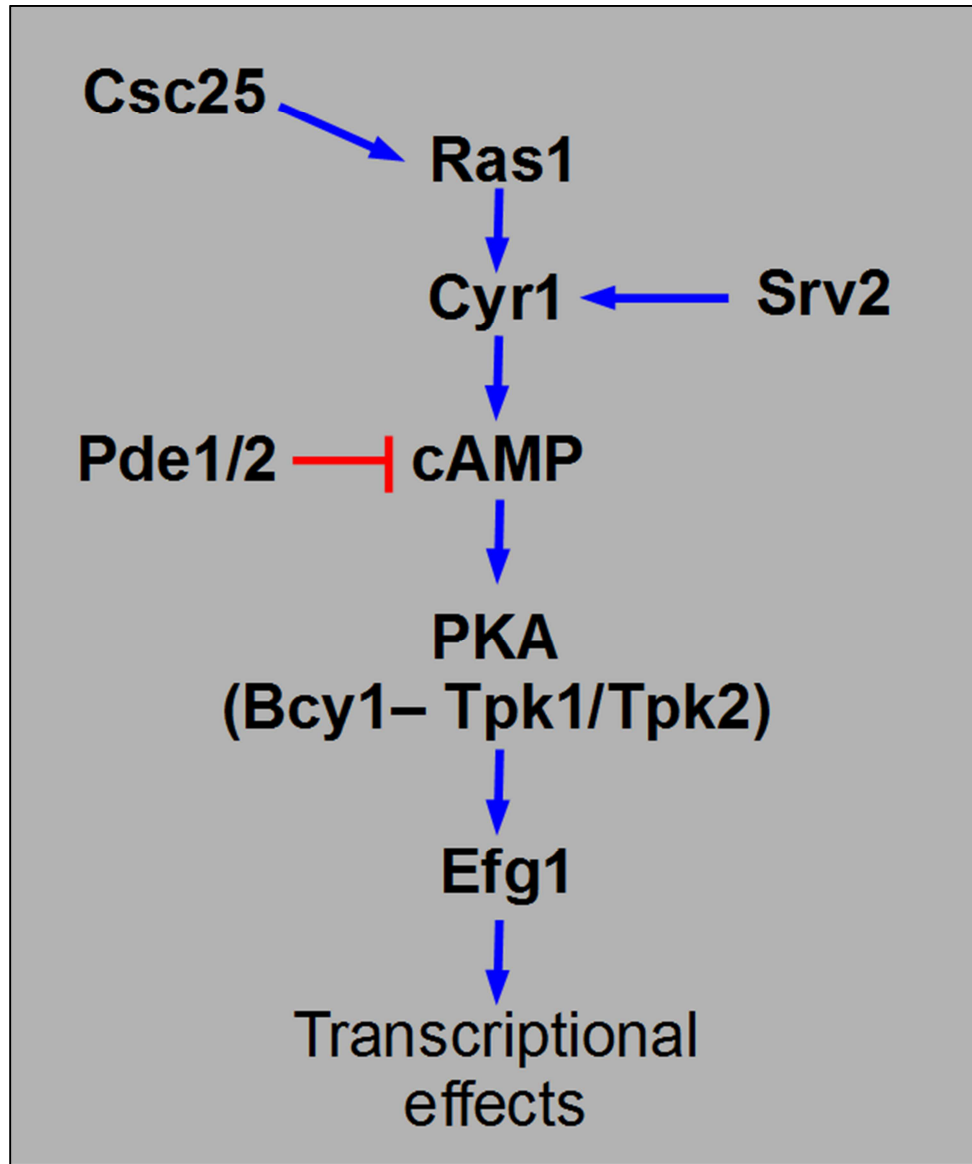 Csc25
Ras1
Cyr1
Srv2
Pde1/2
cAMP
PKA
(Bcy1– Tpk1/Tpk2)
Efg1
Transcriptional
effects